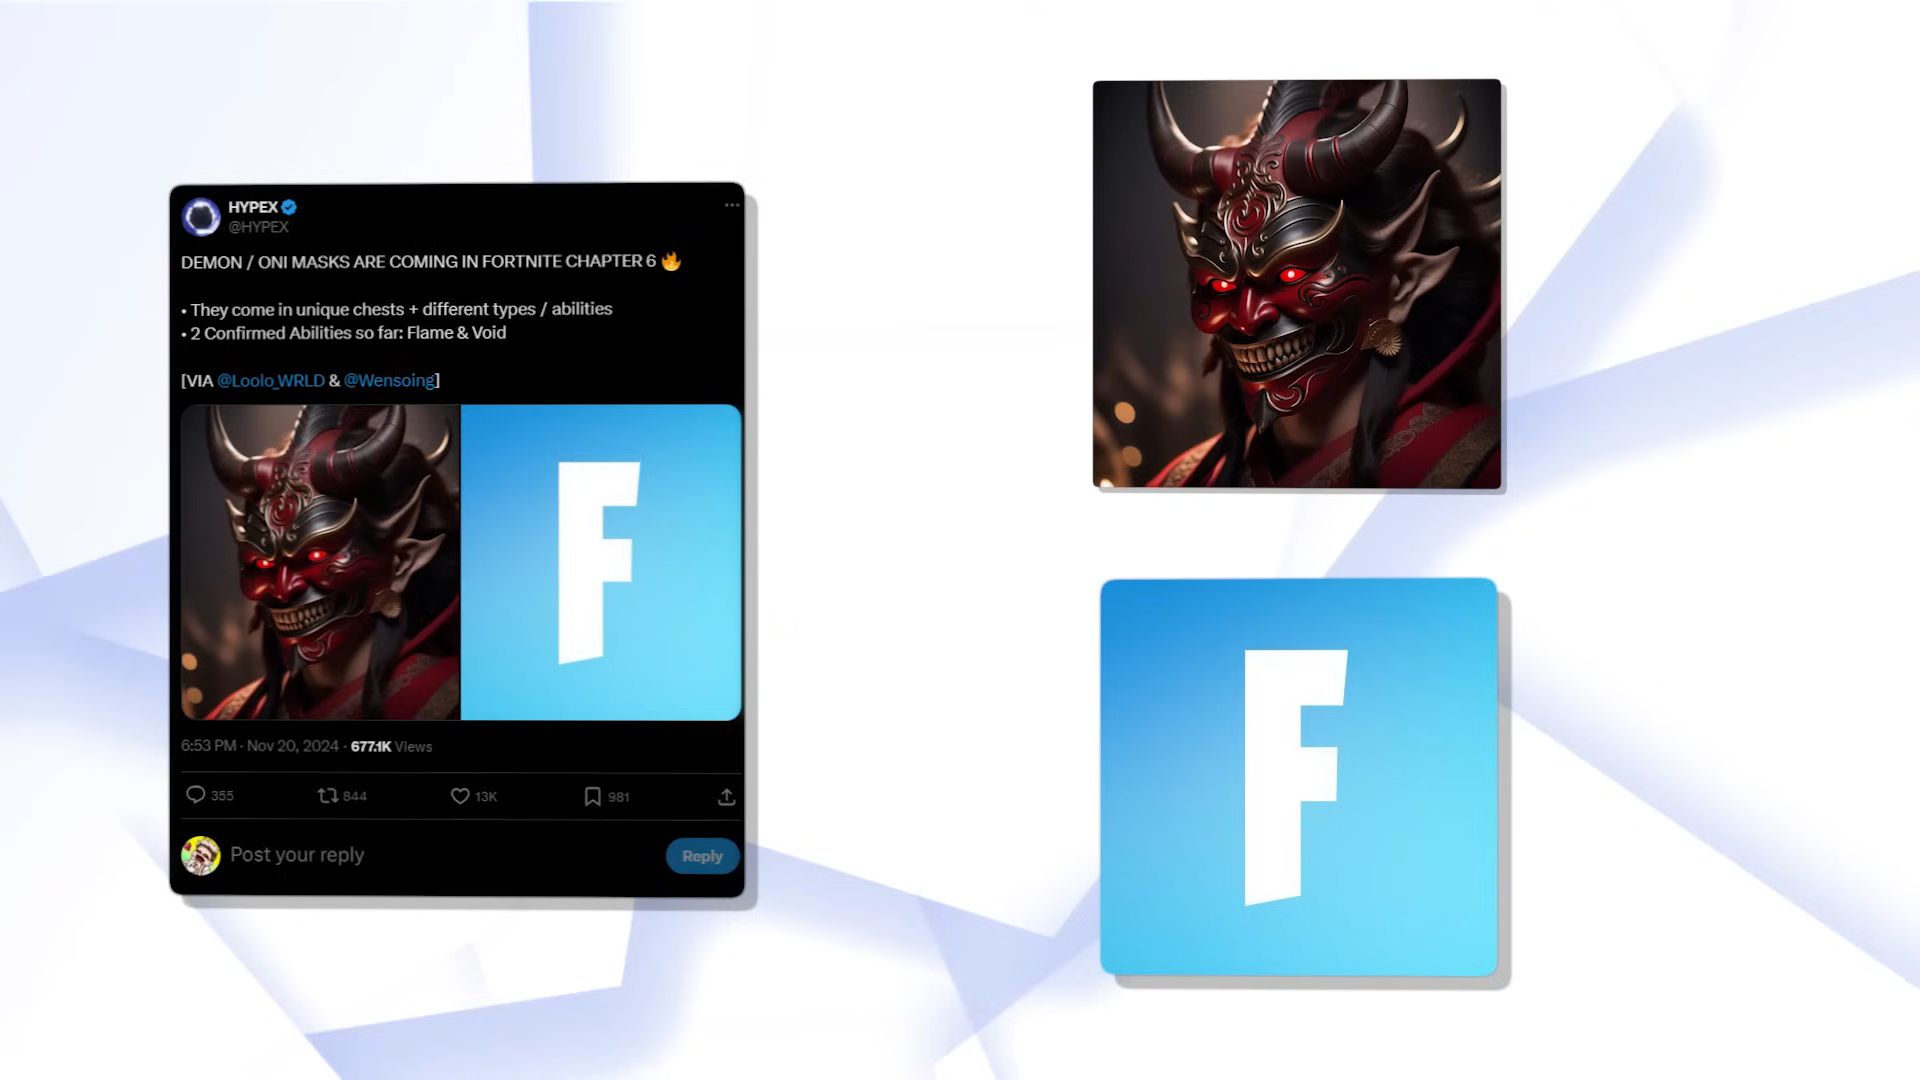 HYPEX
@HYPEX
DEMON / ONI MASKS ARE COMING IN FORTNITE CHAPTER 6 🔥
• They come in unique chests + different types / abilities
• 2 Confirmed Abilities so far: Flame & Void
[VIA @Loolo_WRLD & @Wensoing]
F
6:53 PM · Nov 20, 2024 · 677.1K Views
355 844 13K 981
Post your reply
Reply
F